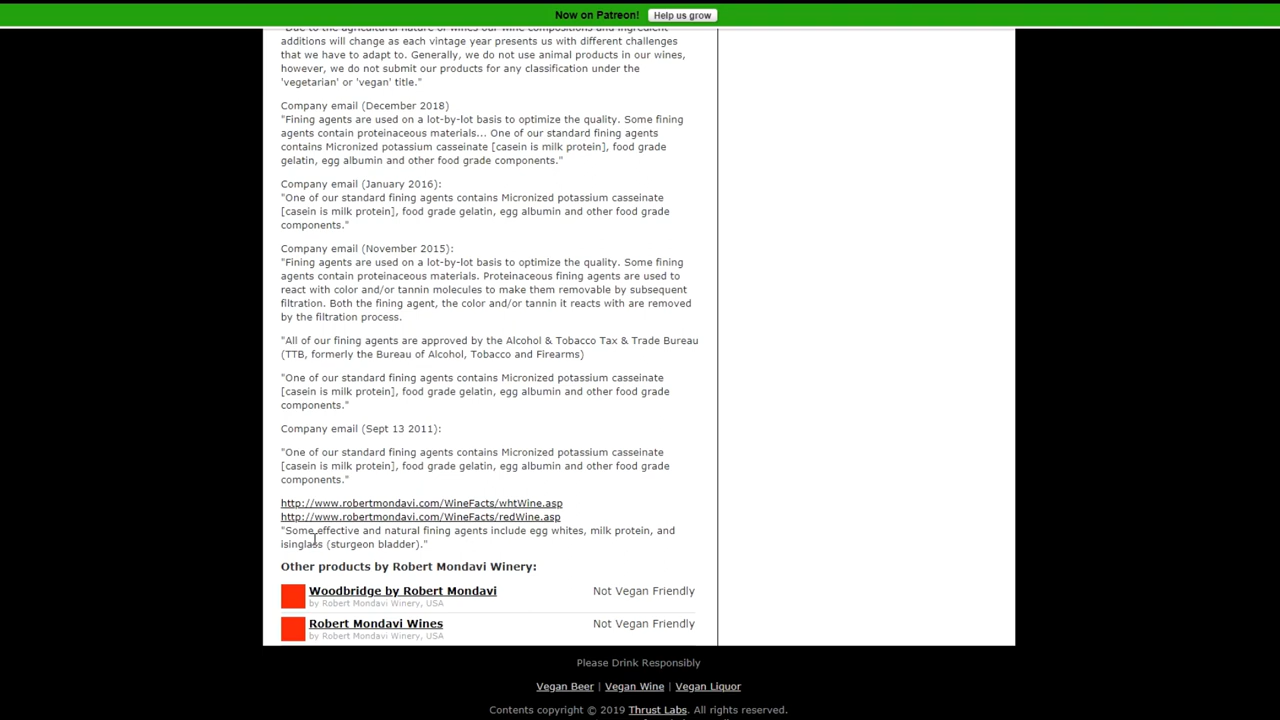 Now on Patreon! Help us grow
"Due to the agricultural nature of wines our wine compositions and ingredient
additions will change as each vintage year presents us with different challenges
that we have to adapt to. Generally, we do not use animal products in our wines,
however, we do not submit our products for any classification under the
'vegetarian' or 'vegan' title."
Company email (December 2018)
"Fining agents are used on a lot-by-lot basis to optimize the quality. Some fining
agents contain proteinaceous materials... One of our standard fining agents
contains Micronized potassium casseinate [casein is milk protein], food grade
gelatin, egg albumin and other food grade components."
Company email (January 2016):
"One of our standard fining agents contains Micronized potassium casseinate
[casein is milk protein], food grade gelatin, egg albumin and other food grade
components."
Company email (November 2015):
"Fining agents are used on a lot-by-lot basis to optimize the quality. Some fining
agents contain proteinaceous materials. Proteinaceous fining agents are used to
react with color and/or tannin molecules to make them removable by subsequent
filtration. Both the fining agent, the color and/or tannin it reacts with are removed
by the filtration process.
"All of our fining agents are approved by the Alcohol & Tobacco Tax & Trade Bureau
(TTB, formerly the Bureau of Alcohol, Tobacco and Firearms)
"One of our standard fining agents contains Micronized potassium casseinate
[casein is milk protein], food grade gelatin, egg albumin and other food grade
components."
Company email (Sept 13 2011):
"One of our standard fining agents contains Micronized potassium casseinate
[casein is milk protein], food grade gelatin, egg albumin and other food grade
components."
http://www.robertmondavi.com/WineFacts/whtWine.asp
http://www.robertmondavi.com/WineFacts/redWine.asp
"Some effective and natural fining agents include egg whites, milk protein, and
isinglass (sturgeon bladder)."
Other products by Robert Mondavi Winery:
Woodbridge by Robert Mondavi Not Vegan Friendly
by Robert Mondavi Winery, USA
Robert Mondavi Wines Not Vegan Friendly
by Robert Mondavi Winery, USA
Please Drink Responsibly
Vegan Beer | Vegan Wine | Vegan Liquor
Contents copyright © 2019 Thrust Labs. All rights reserved.